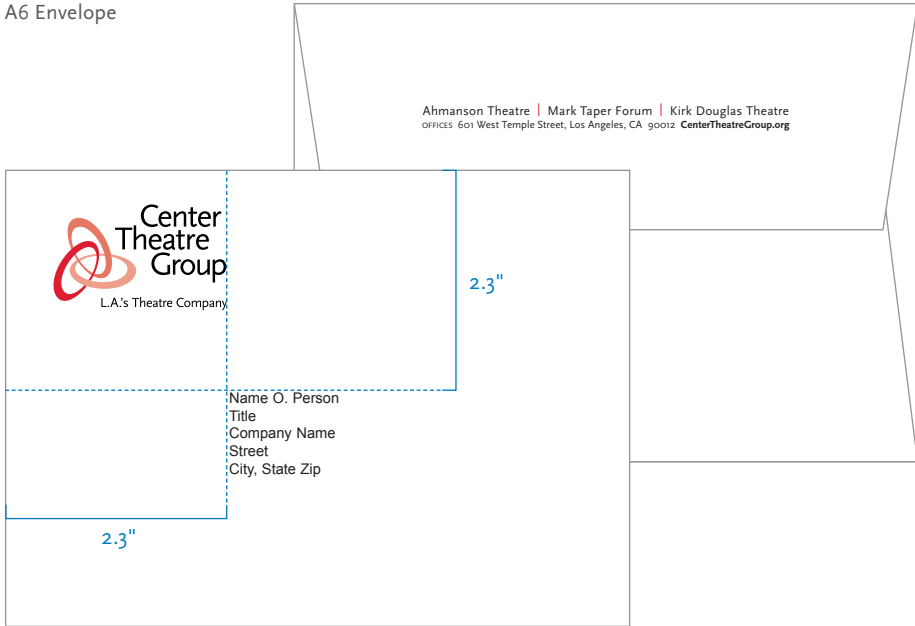 A6 Envelope
Ahmanson Theatre | Mark Taper Forum | Kirk Douglas Theatre
OFFICES 601 West Temple Street, Los Angeles, CA 90012 CenterTheatreGroup.org
Center
Theatre
Group
L.A.'s Theatre Company
2.3"
Name O. Person
Title
Company Name
Street
City, State Zip
2.3"